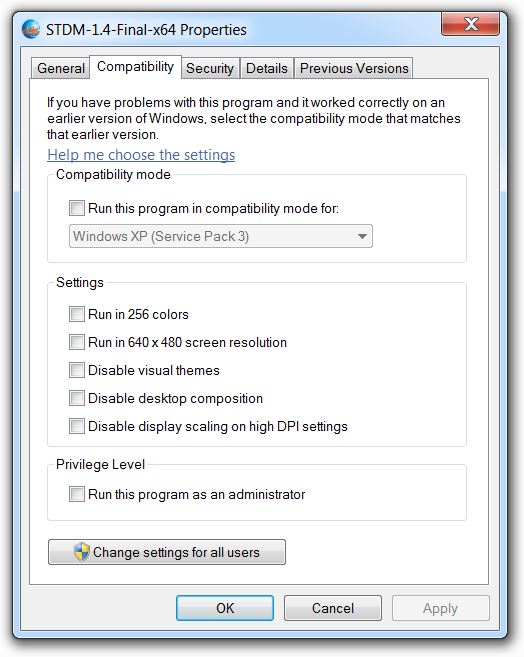 STDM-1.4-Final-x64 Properties
General Compatibility Security Details Previous Versions
If you have problems with this program and it worked correctly on an
earlier version of Windows, select the compatibility mode that matches
that earlier version.
Help me choose the settings
Compatibility mode
Run this program in compatibility mode for:
Windows XP (Service Pack 3)
Settings
Run in 256 colors
Run in 640 x 480 screen resolution
Disable visual themes
Disable desktop composition
Disable display scaling on high DPI settings
Privilege Level
Run this program as an administrator
Change settings for all users
OK Cancel Apply